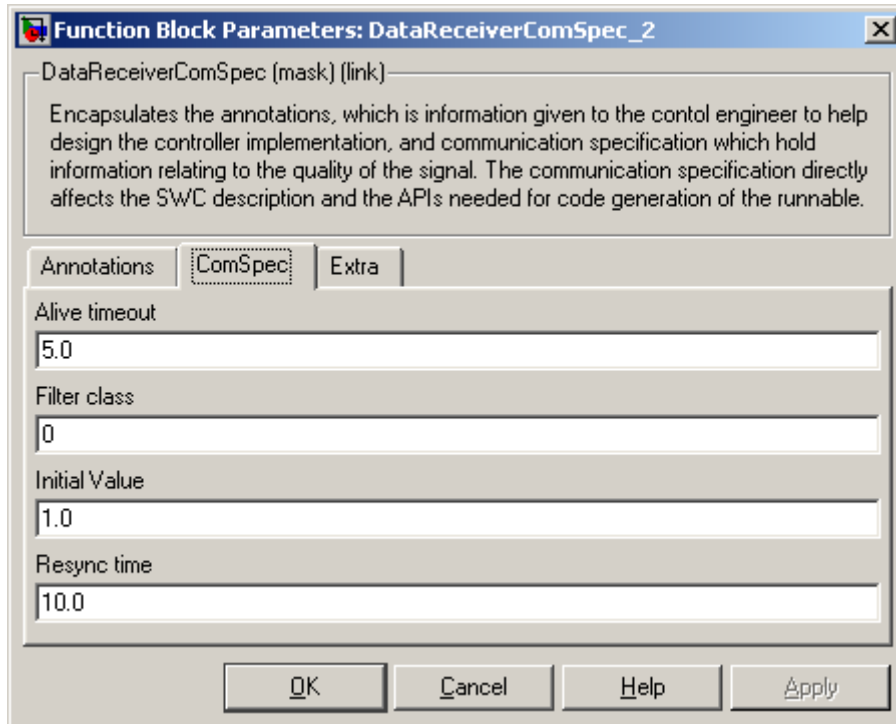 Function Block Parameters: DataReceiverComSpec_2
DataReceiverComSpec (mask) (link)
Encapsulates the annotations, which is information given to the contol engineer to help
design the controller implementation, and communication specification which hold
information relating to the quality of the signal. The communication specification directly
affects the SWC description and the APIs needed for code generation of the runnable.
Annotations ComSpec Extra
Alive timeout
5.0
Filter class
0
Initial Value
1.0
Resync time
10.0
OK Cancel Help Apply